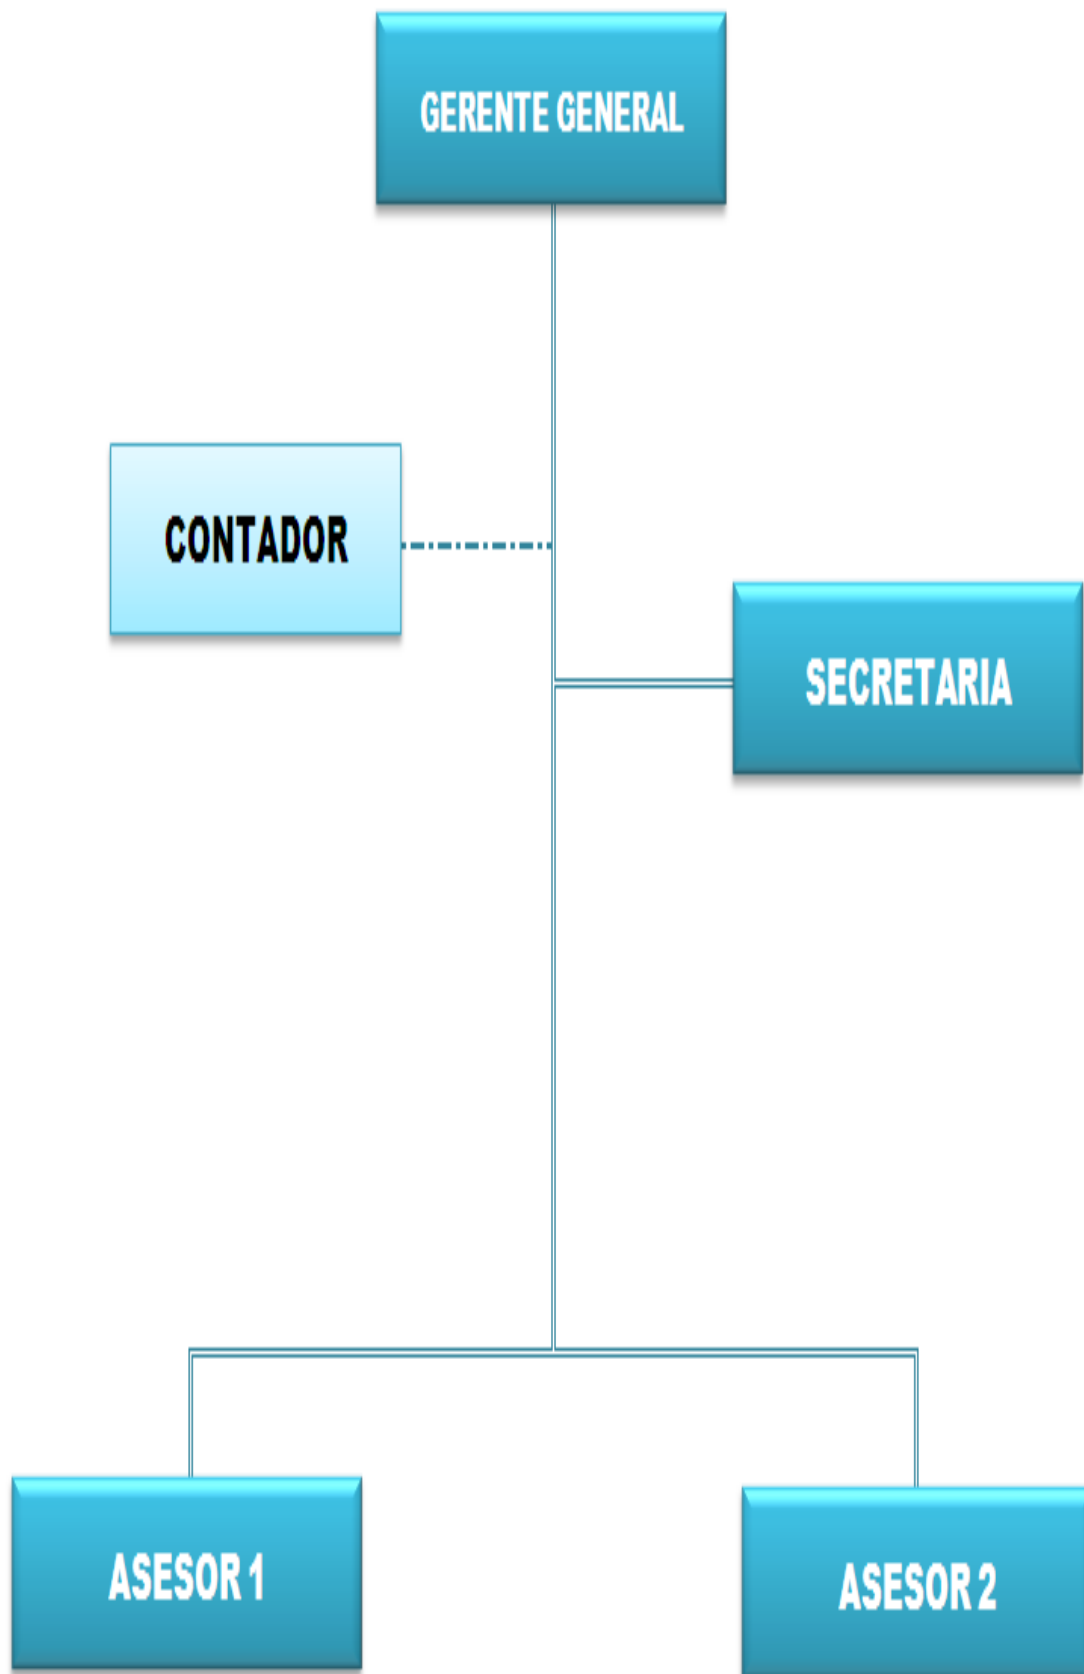 GERENTE GENERAL
CONTADOR
SECRETARIA
ASESOR 1
ASESOR 2